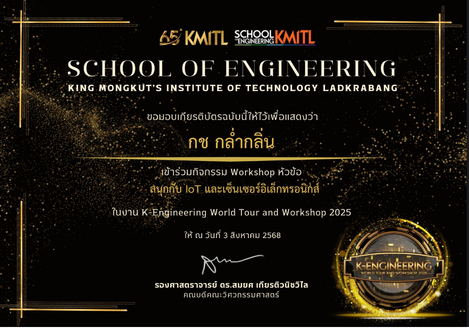 65 KMITL SCHOOL OF ENGINEERING KMITL
SCHOOL OF ENGINEERING
KING MONGKUT'S INSTITUTE OF TECHNOLOGY LADKRABANG
ขอมอบเกียรติบัตรฉบับนี้ให้ไว้เพื่อแสดงว่า
กช กล่ำกลิ่น
เข้าร่วมกิจกรรม Workshop หัวข้อ
สนุกกับ IoT และเซ็นเซอร์อิเล็กทรอนิกส์
ในงาน K-Engineering World Tour and Workshop 2025
ให้ ณ วันที่ 3 สิงหาคม 2568
รองศาสตราจารย์ ดร.สมยศ เกียรติวนิชวิไล
คณบดีคณะวิศวกรรมศาสตร์
K-ENGINEERING
WORLD TOUR AND WORKSHOP 2025